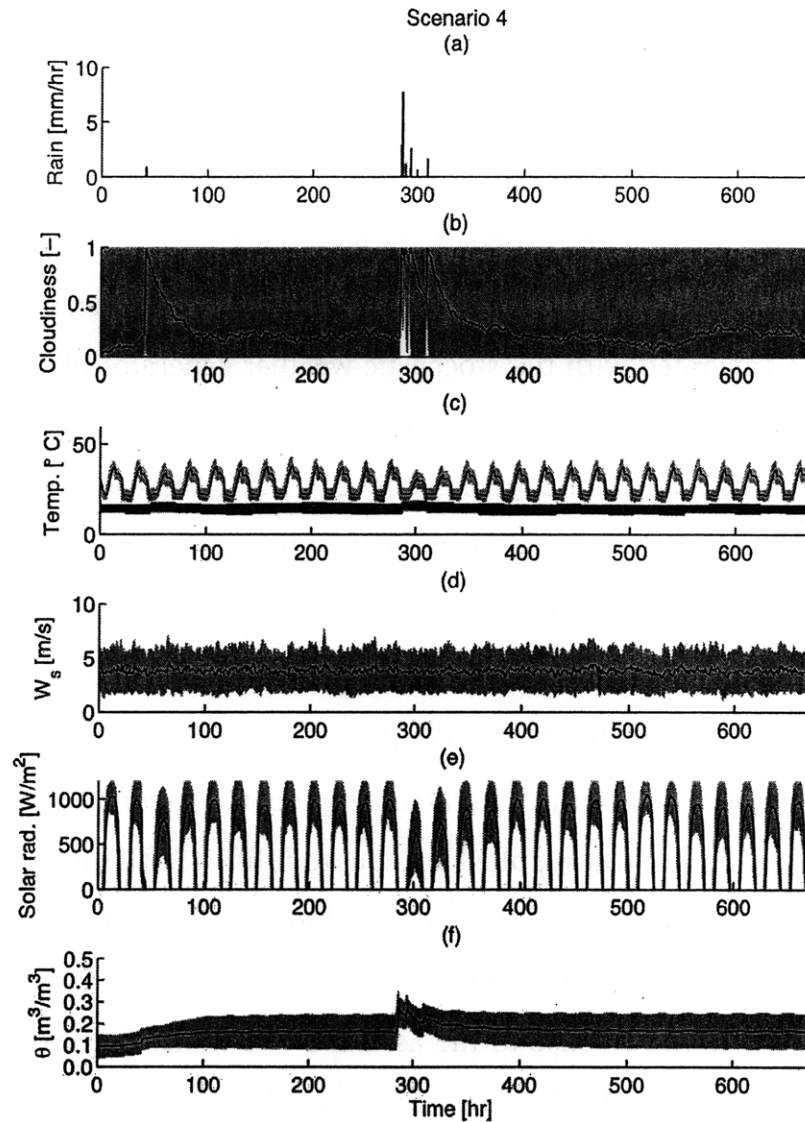 Scenario 4
(a)
Rain [mm/hr]
10
5
0
0 100 200 300 400 500 600
(b)
Cloudiness [–]
1
0.5
0
0 100 200 300 400 500 600
(c)
Temp. [° C]
50
0
0 100 200 300 400 500 600
(d)
Ws [m/s]
10
5
0
0 100 200 300 400 500 600
(e)
Solar rad. [W/m²]
1000
500
0
0 100 200 300 400 500 600
(f)
θ [m³/m³]
0.5
0.4
0.3
0.2
0.1
0.0
0 100 200 300 400 500 600
Time [hr]